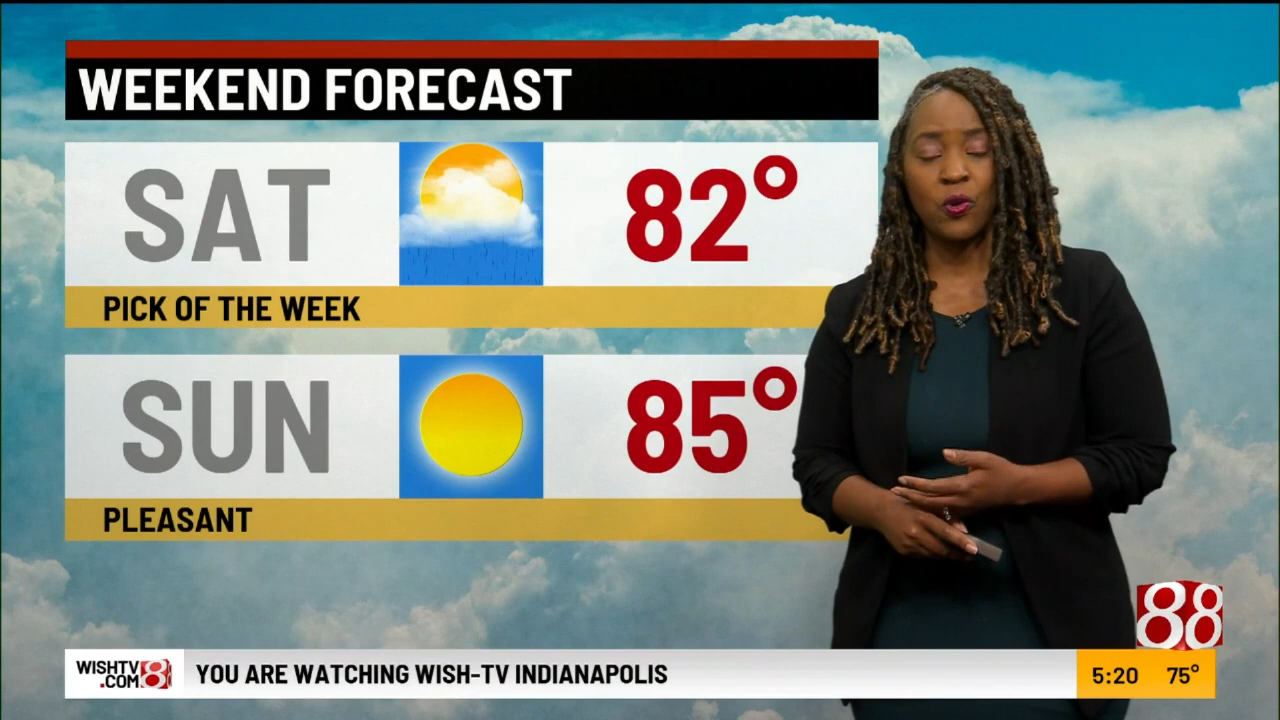 WEEKEND FORECAST
SAT 82°
PICK OF THE WEEK
SUN 85°
PLEASANT
88
WISHTV 8
.COM
YOU ARE WATCHING WISH-TV INDIANAPOLIS
5:20 75°